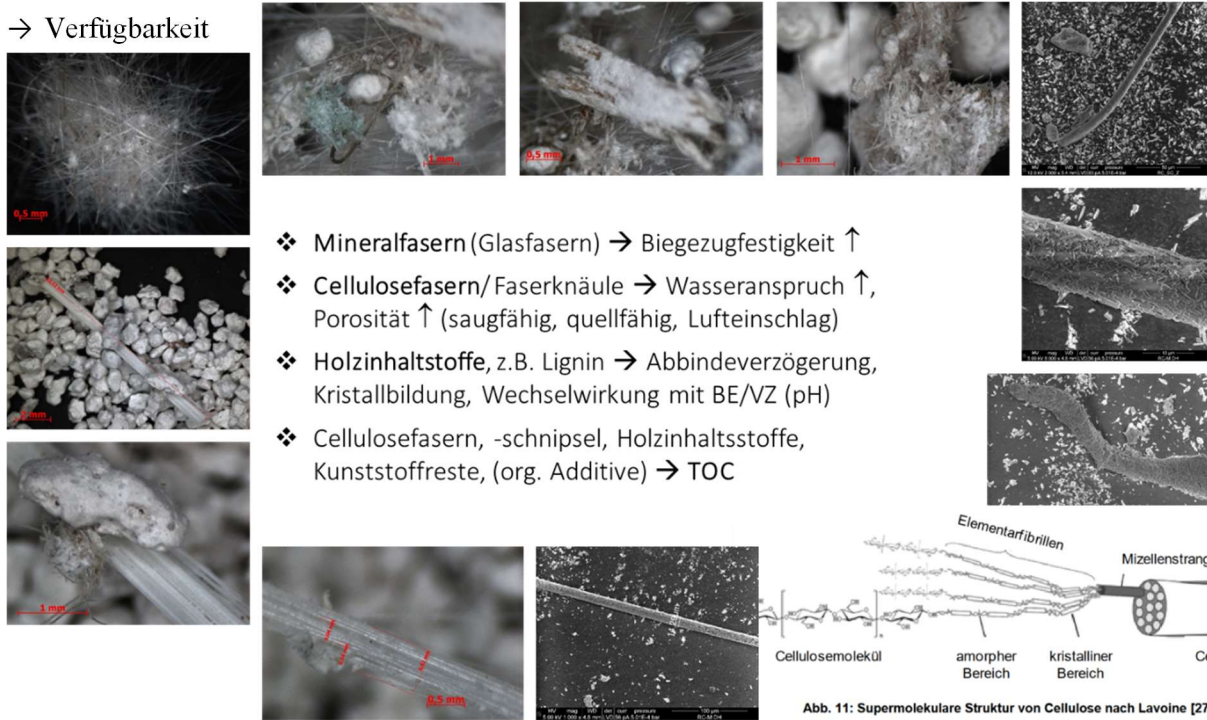 → Verfügbarkeit
0,5 mm
1 mm
0,5 mm
1 mm
❖ Mineralfasern (Glasfasern) → Biegezugfestigkeit ↑
❖ Cellulosefasern/ Faserknäule → Wasseranspruch ↑,
Porosität ↑ (saugfähig, quellfähig, Lufteinschlag)
❖ Holzinhaltstoffe, z.B. Lignin → Abbindeverzögerung,
Kristallbildung, Wechselwirkung mit BE/VZ (pH)
❖ Cellulosefasern, -schnipsel, Holzinhaltsstoffe,
Kunststoffreste, (org. Additive) → TOC
1 mm
0,5 mm
Elementarfibrillen
Mizellenstrang
Cellulosemolekül
amorpher
Bereich
kristalliner
Bereich
Abb. 11: Supermolekulare Struktur von Cellulose nach Lavoine [27